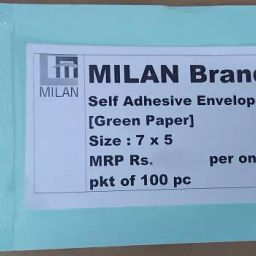 MILAN
MILAN Brand
Self Adhesive Envelop
[Green Paper]
Size : 7 x 5
MRP Rs. per on
pkt of 100 pc